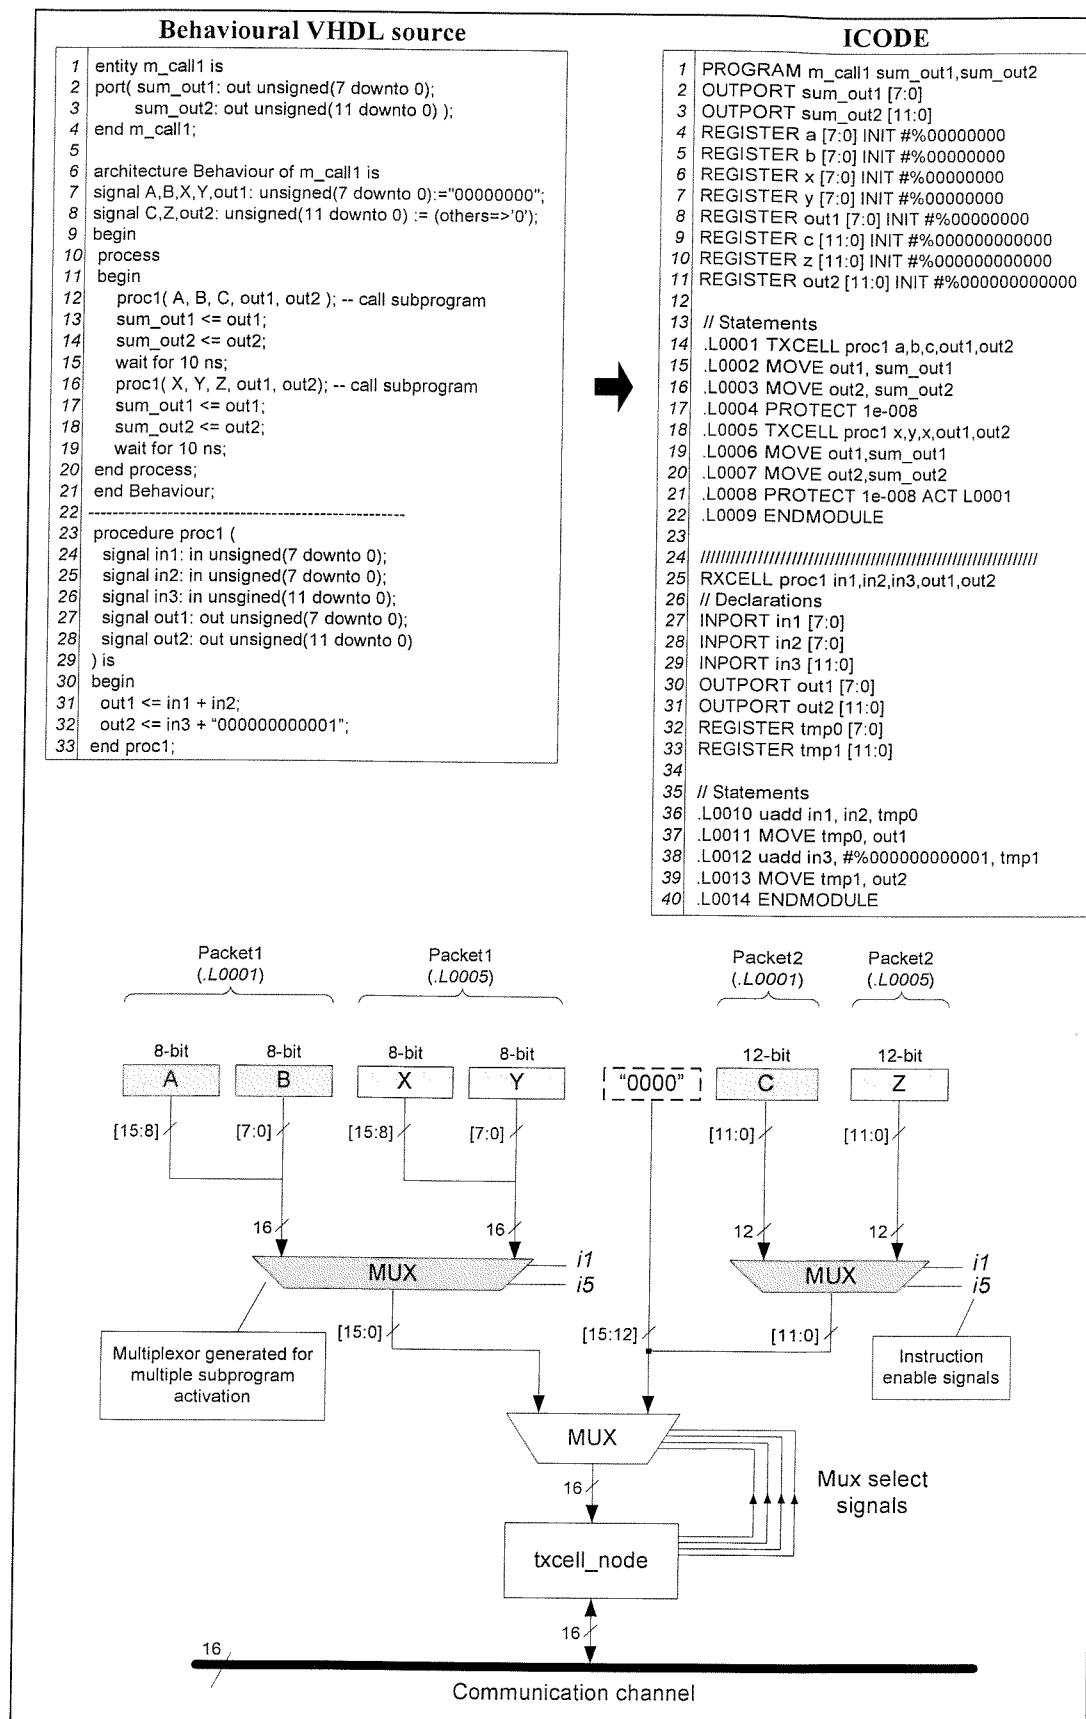 Behavioural VHDL source
1 entity m_call1 is
2 port( sum_out1: out unsigned(7 downto 0);
3 sum_out2: out unsigned(11 downto 0) );
4 end m_call1;
5
6 architecture Behaviour of m_call1 is
7 signal A,B,X,Y,out1: unsigned(7 downto 0):="00000000";
8 signal C,Z,out2: unsigned(11 downto 0) := (others=>'0');
9 begin
10 process
11 begin
12 proc1( A, B, C, out1, out2 ); -- call subprogram
13 sum_out1 <= out1;
14 sum_out2 <= out2;
15 wait for 10 ns;
16 proc1( X, Y, Z, out1, out2); -- call subprogram
17 sum_out1 <= out1;
18 sum_out2 <= out2;
19 wait for 10 ns;
20 end process;
21 end Behaviour;
22 --------------------------------------------------
23 procedure proc1 (
24 signal in1: in unsigned(7 downto 0);
25 signal in2: in unsigned(7 downto 0);
26 signal in3: in unsgined(11 downto 0);
27 signal out1: out unsigned(7 downto 0);
28 signal out2: out unsigned(11 downto 0)
29 ) is
30 begin
31 out1 <= in1 + in2;
32 out2 <= in3 + “000000000001”;
33 end proc1;
ICODE
1 PROGRAM m_call1 sum_out1,sum_out2
2 OUTPORT sum_out1 [7:0]
3 OUTPORT sum_out2 [11:0]
4 REGISTER a [7:0] INIT #%00000000
5 REGISTER b [7:0] INIT #%00000000
6 REGISTER x [7:0] INIT #%00000000
7 REGISTER y [7:0] INIT #%00000000
8 REGISTER out1 [7:0] INIT #%00000000
9 REGISTER c [11:0] INIT #%000000000000
10 REGISTER z [11:0] INIT #%000000000000
11 REGISTER out2 [11:0] INIT #%000000000000
12
13 // Statements
14 .L0001 TXCELL proc1 a,b,c,out1,out2
15 .L0002 MOVE out1, sum_out1
16 .L0003 MOVE out2, sum_out2
17 .L0004 PROTECT 1e-008
18 .L0005 TXCELL proc1 x,y,x,out1,out2
19 .L0006 MOVE out1,sum_out1
20 .L0007 MOVE out2,sum_out2
21 .L0008 PROTECT 1e-008 ACT L0001
22 .L0009 ENDMODULE
23
24 ////////////////////////////////////////////////////////////////////
25 RXCELL proc1 in1,in2,in3,out1,out2
26 // Declarations
27 INPORT in1 [7:0]
28 INPORT in2 [7:0]
29 INPORT in3 [11:0]
30 OUTPORT out1 [7:0]
31 OUTPORT out2 [11:0]
32 REGISTER tmp0 [7:0]
33 REGISTER tmp1 [11:0]
34
35 // Statements
36 .L0010 uadd in1, in2, tmp0
37 .L0011 MOVE tmp0, out1
38 .L0012 uadd in3, #%000000000001, tmp1
39 .L0013 MOVE tmp1, out2
40 .L0014 ENDMODULE
Packet1 Packet1 Packet2 Packet2
(.L0001) (.L0005) (.L0001) (.L0005)
8-bit 8-bit 8-bit 8-bit 12-bit 12-bit
A B X Y “0000” C Z
[15:8] [7:0] [15:8] [7:0] [11:0] [11:0]
16 16 12 12
MUX i1 MUX i1
i5 i5
[15:0] [15:12] [11:0]
Multiplexor generated for
multiple subprogram
activation
Instruction
enable signals
MUX
Mux select
signals
16
txcell_node
16
16
Communication channel